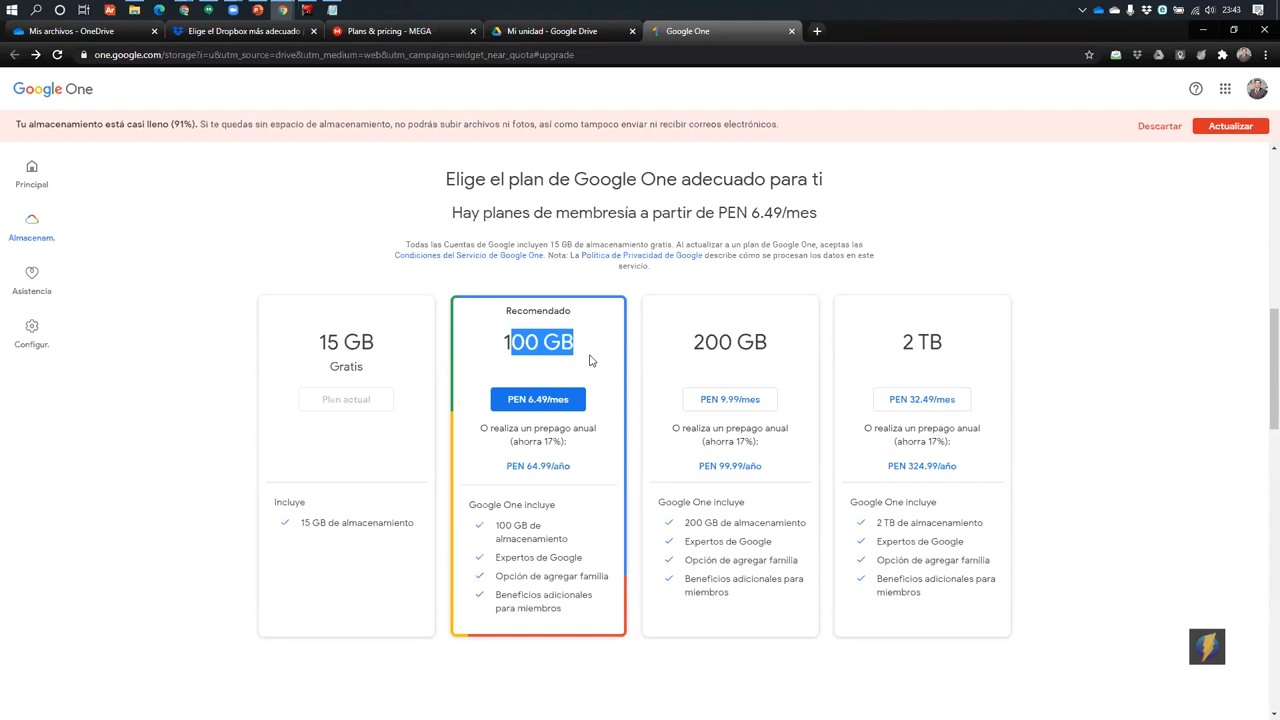 23:43
Mis archivos - OneDrive
Elige el Dropbox más adecuado
Plans & pricing - MEGA
Mi unidad - Google Drive
Google One
one.google.com/storage?i=u&utm_source=drive&utm_medium=web&utm_campaign=widget_near_quota#upgrade
Google One
Tu almacenamiento está casi lleno (91%). Si te quedas sin espacio de almacenamiento, no podrás subir archivos ni fotos, así como tampoco enviar ni recibir correos electrónicos.
Descartar
Actualizar
Principal
Almacenam.
Asistencia
Configur.
Elige el plan de Google One adecuado para ti
Hay planes de membresía a partir de PEN 6.49/mes
Todas las Cuentas de Google incluyen 15 GB de almacenamiento gratis. Al actualizar a un plan de Google One, aceptas las
Condiciones del Servicio de Google One. Nota: La Política de Privacidad de Google describe cómo se procesan los datos en este
servicio.
15 GB
Gratis
Plan actual
Incluye
15 GB de almacenamiento
Recomendado
100 GB
PEN 6.49/mes
O realiza un prepago anual
(ahorra 17%):
PEN 64.99/año
Google One incluye
100 GB de
almacenamiento
Expertos de Google
Opción de agregar familia
Beneficios adicionales
para miembros
200 GB
PEN 9.99/mes
O realiza un prepago anual
(ahorra 17%):
PEN 99.99/año
Google One incluye
200 GB de almacenamiento
Expertos de Google
Opción de agregar familia
Beneficios adicionales para
miembros
2 TB
PEN 32.49/mes
O realiza un prepago anual
(ahorra 17%):
PEN 324.99/año
Google One incluye
2 TB de almacenamiento
Expertos de Google
Opción de agregar familia
Beneficios adicionales para
miembros